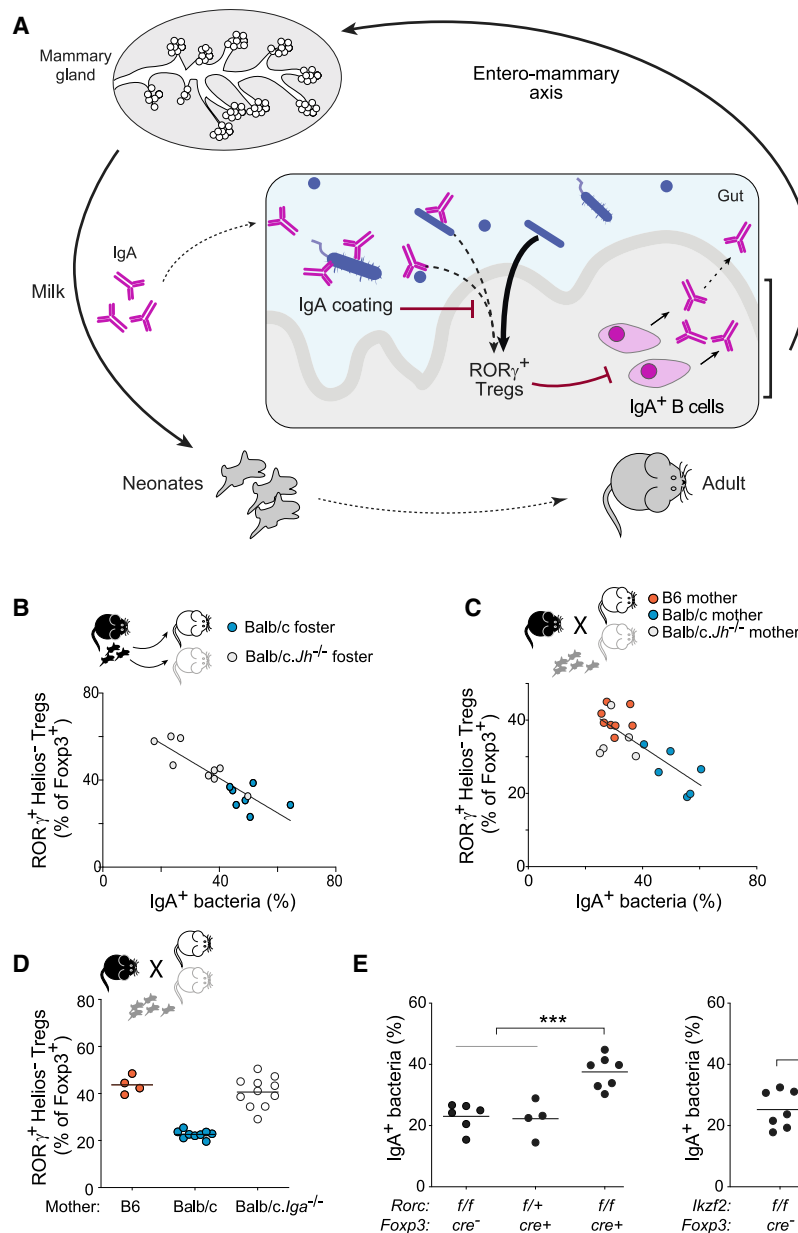 A
Mammary
gland
Entero-mammary
axis
Gut
IgA
Milk
IgA coating
RORγ+
Tregs
IgA+ B cells
Neonates
Adult
B
Balb/c foster
Balb/c.Jh-/- foster
RORγ+ Helios- Tregs
(% of Foxp3+)
80
40
0
0
40
80
IgA+ bacteria (%)
C
B6 mother
Balb/c mother
Balb/c.Jh-/- mother
X
RORγ+ Helios- Tregs
(% of Foxp3+)
60
40
20
0
0
40
80
IgA+ bacteria (%)
D
X
RORγ+ Helios- Tregs
(% of Foxp3+)
80
60
40
20
0
Mother: B6 Balb/c Balb/c.Iga-/-
E
IgA+ bacteria (%)
60
40
20
0
***
Rorc: f/f f/+ f/f
Foxp3: cre- cre+ cre+
IgA+ bacteria (%)
60
40
20
0
Ikzf2: f/f
Foxp3: cre-